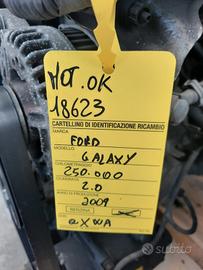 MOT. OK
18623
CARTELLINO DI IDENTIFICAZIONE RICAMBIO
MARCA
FORD
MODELLO
GALAXY
CHILOMETRAGGIO
250.000
CILINDRATA
2.0
ANNO DI PRODUZIONE
2009
BENZINA
QXWA
subito